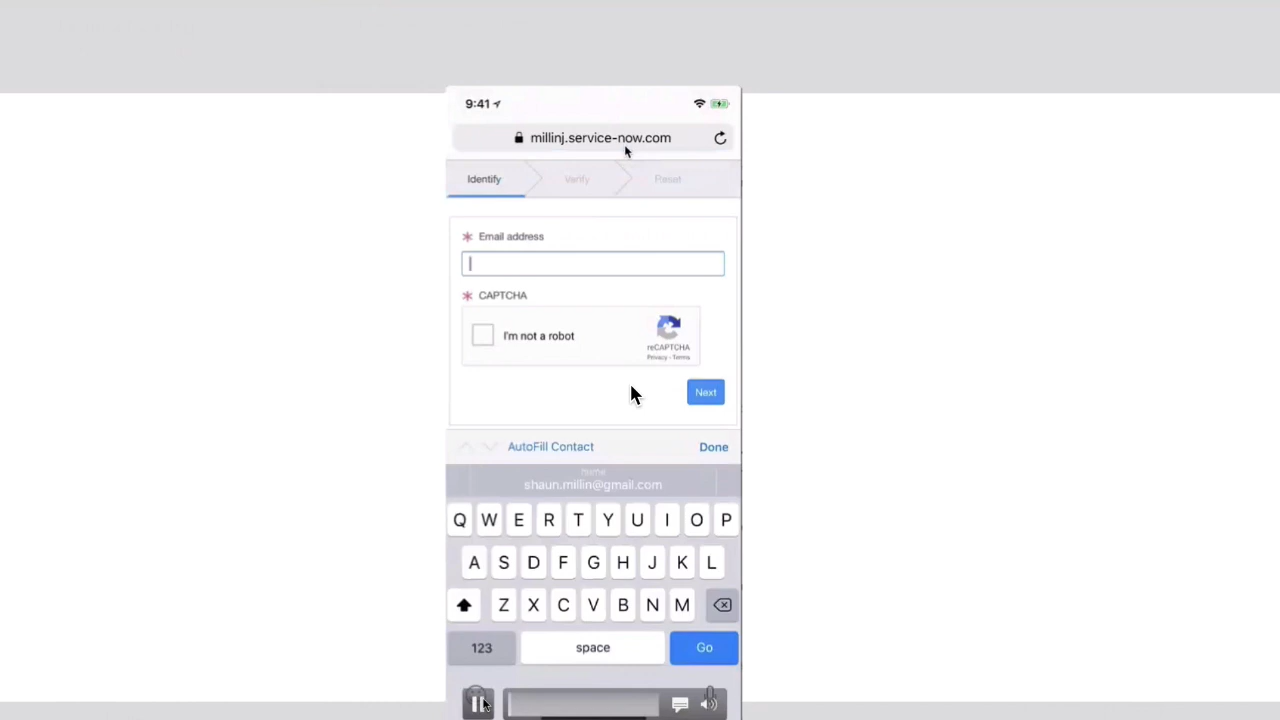 9:41
millinj.service-now.com
Identify
Verify
Reset
* Email address
* CAPTCHA
I'm not a robot
reCAPTCHA
Privacy - Terms
Next
AutoFill Contact
Done
home
shaun.millin@gmail.com
Q W E R T Y U I O P
A S D F G H J K L
Z X C V B N M
123
space
Go